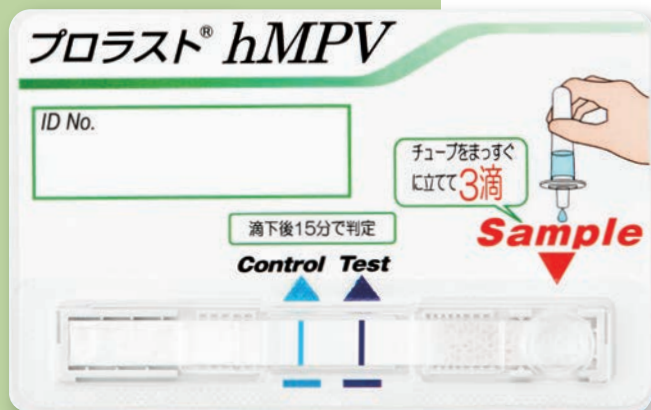 プロラスト® hMPV
ID No.
チューブをまっすぐ
に立てて3滴
Sample
滴下後15分で判定
Control Test